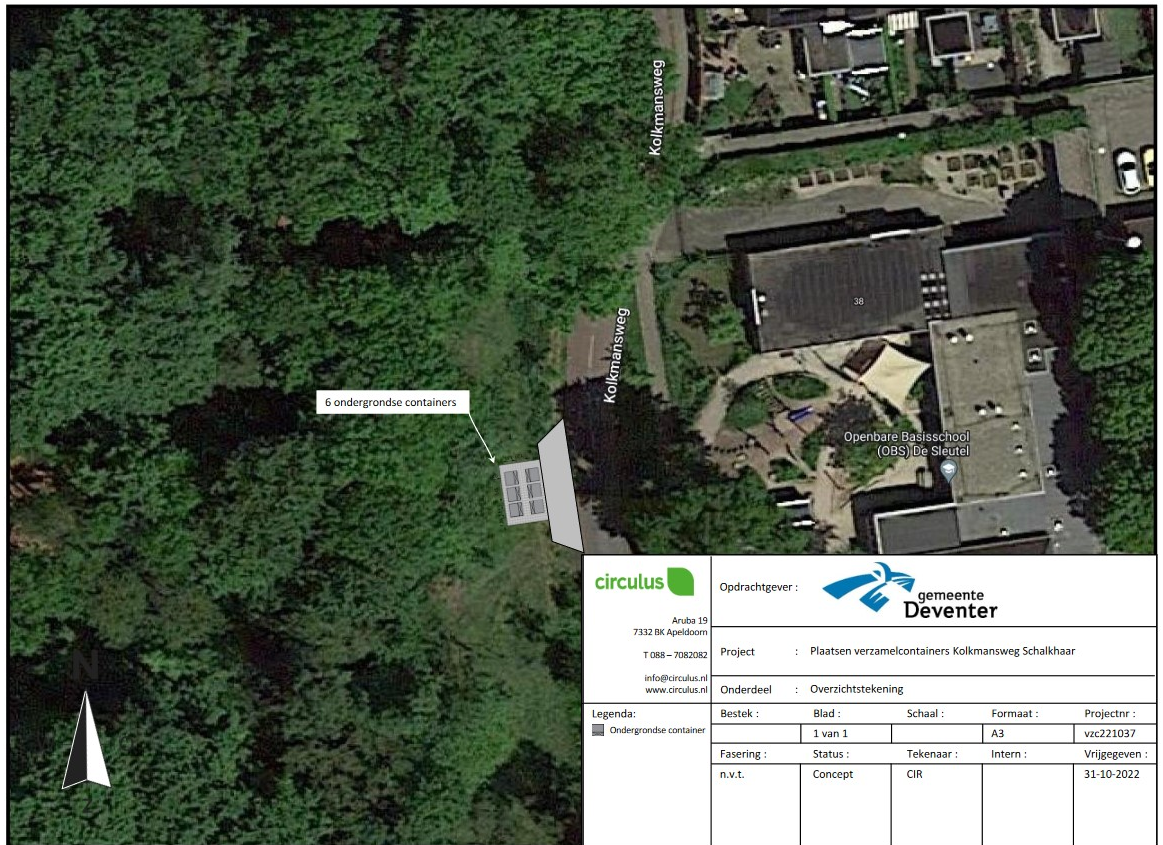 Kolkmansweg
38
Kolkmansweg
6 ondergrondse containers
Openbare Basisschool
(OBS) De Sleutel
N
circulus
Aruba 19
7332 BK Apeldoorn
T 088 – 7082082
info@circulus.nl
www.circulus.nl
Legenda:
Ondergrondse container
Opdrachtgever :
gemeente
Deventer
Project : Plaatsen verzamelcontainers Kolkmansweg Schalkhaar
Onderdeel : Overzichtstekening
Bestek : Blad : Schaal : Formaat : Projectnr :
1 van 1 A3 vzc221037
Fasering : Status : Tekenaar : Intern : Vrijgegeven :
n.v.t. Concept CIR 31-10-2022